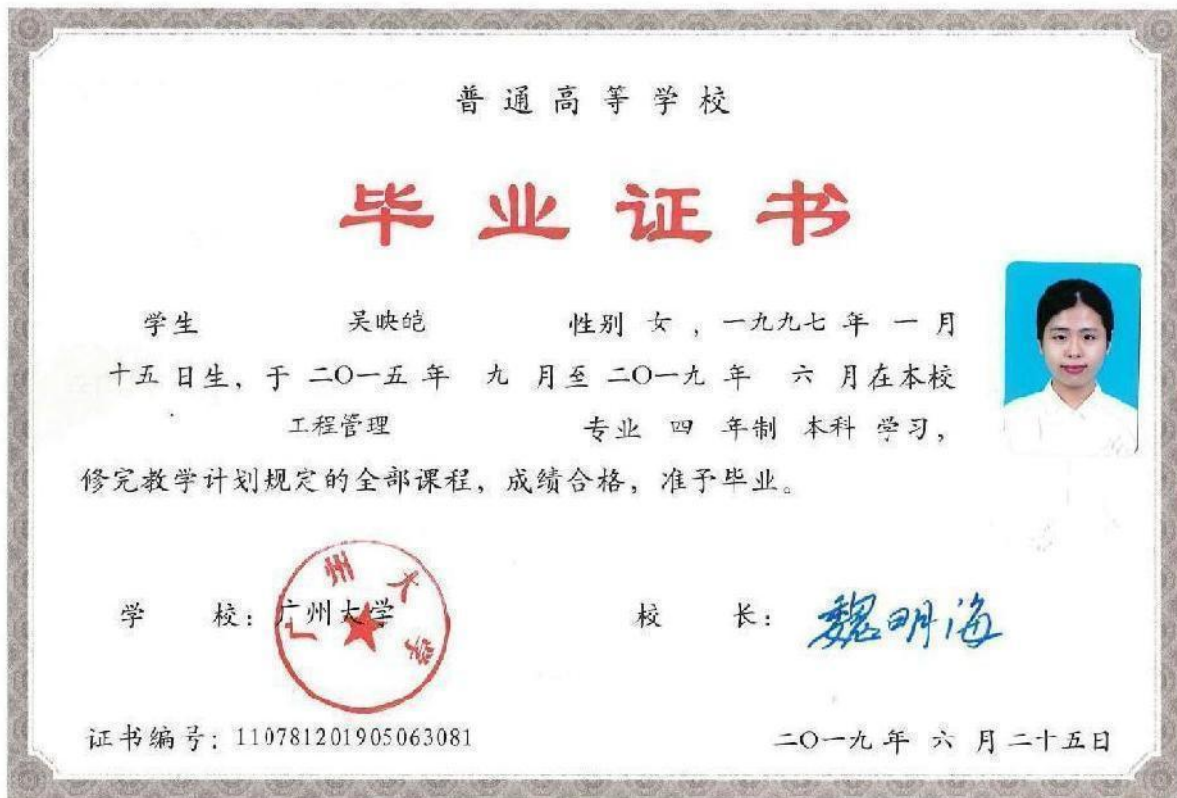 普通高等学校
毕业证书
学生 吴映皑 性别 女 ，一九九七 年 一 月
十五 日生，于 二〇一五 年 九 月至 二〇一九 年 六 月在本校
工程管理 专业 四 年制 本科 学习，
修完教学计划规定的全部课程，成绩合格，准予毕业。
学 校：广州大学
广州大学
校 长：魏明海
证书编号：110781201905063081
二〇一九 年 六 月二十五日